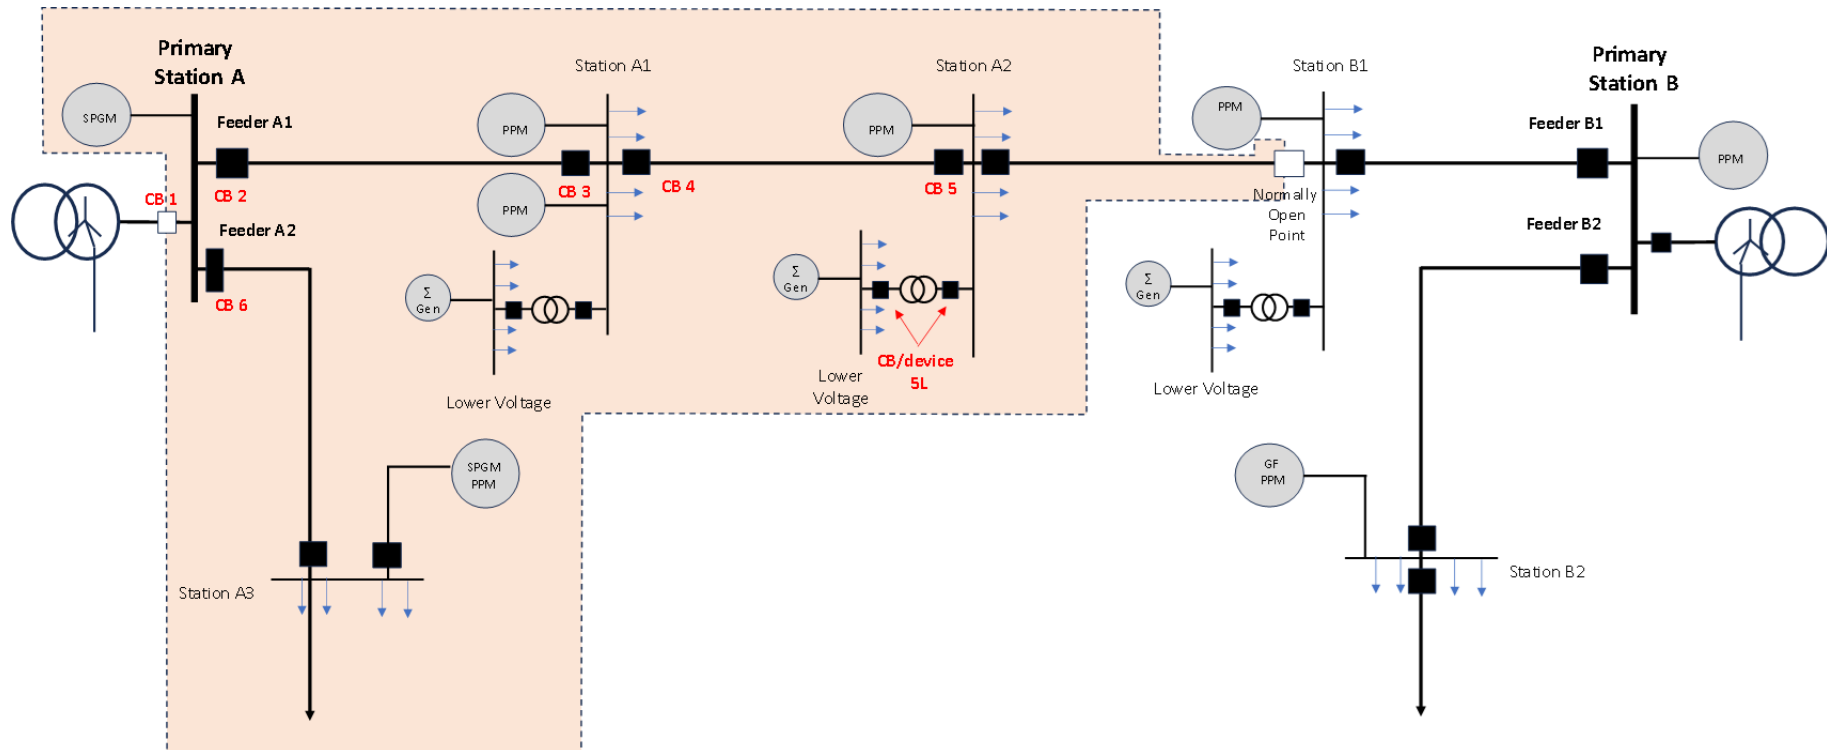 Primary
Station A
SPGM
Feeder A1
CB 1
CB 2
Feeder A2
CB 6
Station A1
PPM
CB 3
CB 4
PPM
Σ
Gen
Lower Voltage
Station A2
PPM
CB 5
Σ
Gen
CB/device
5L
Lower
Voltage
Station B1
PPM
Normally
Open
Point
Σ
Gen
Lower Voltage
Primary
Station B
Feeder B1
PPM
Feeder B2
SPGM
PPM
Station A3
GF
PPM
Station B2